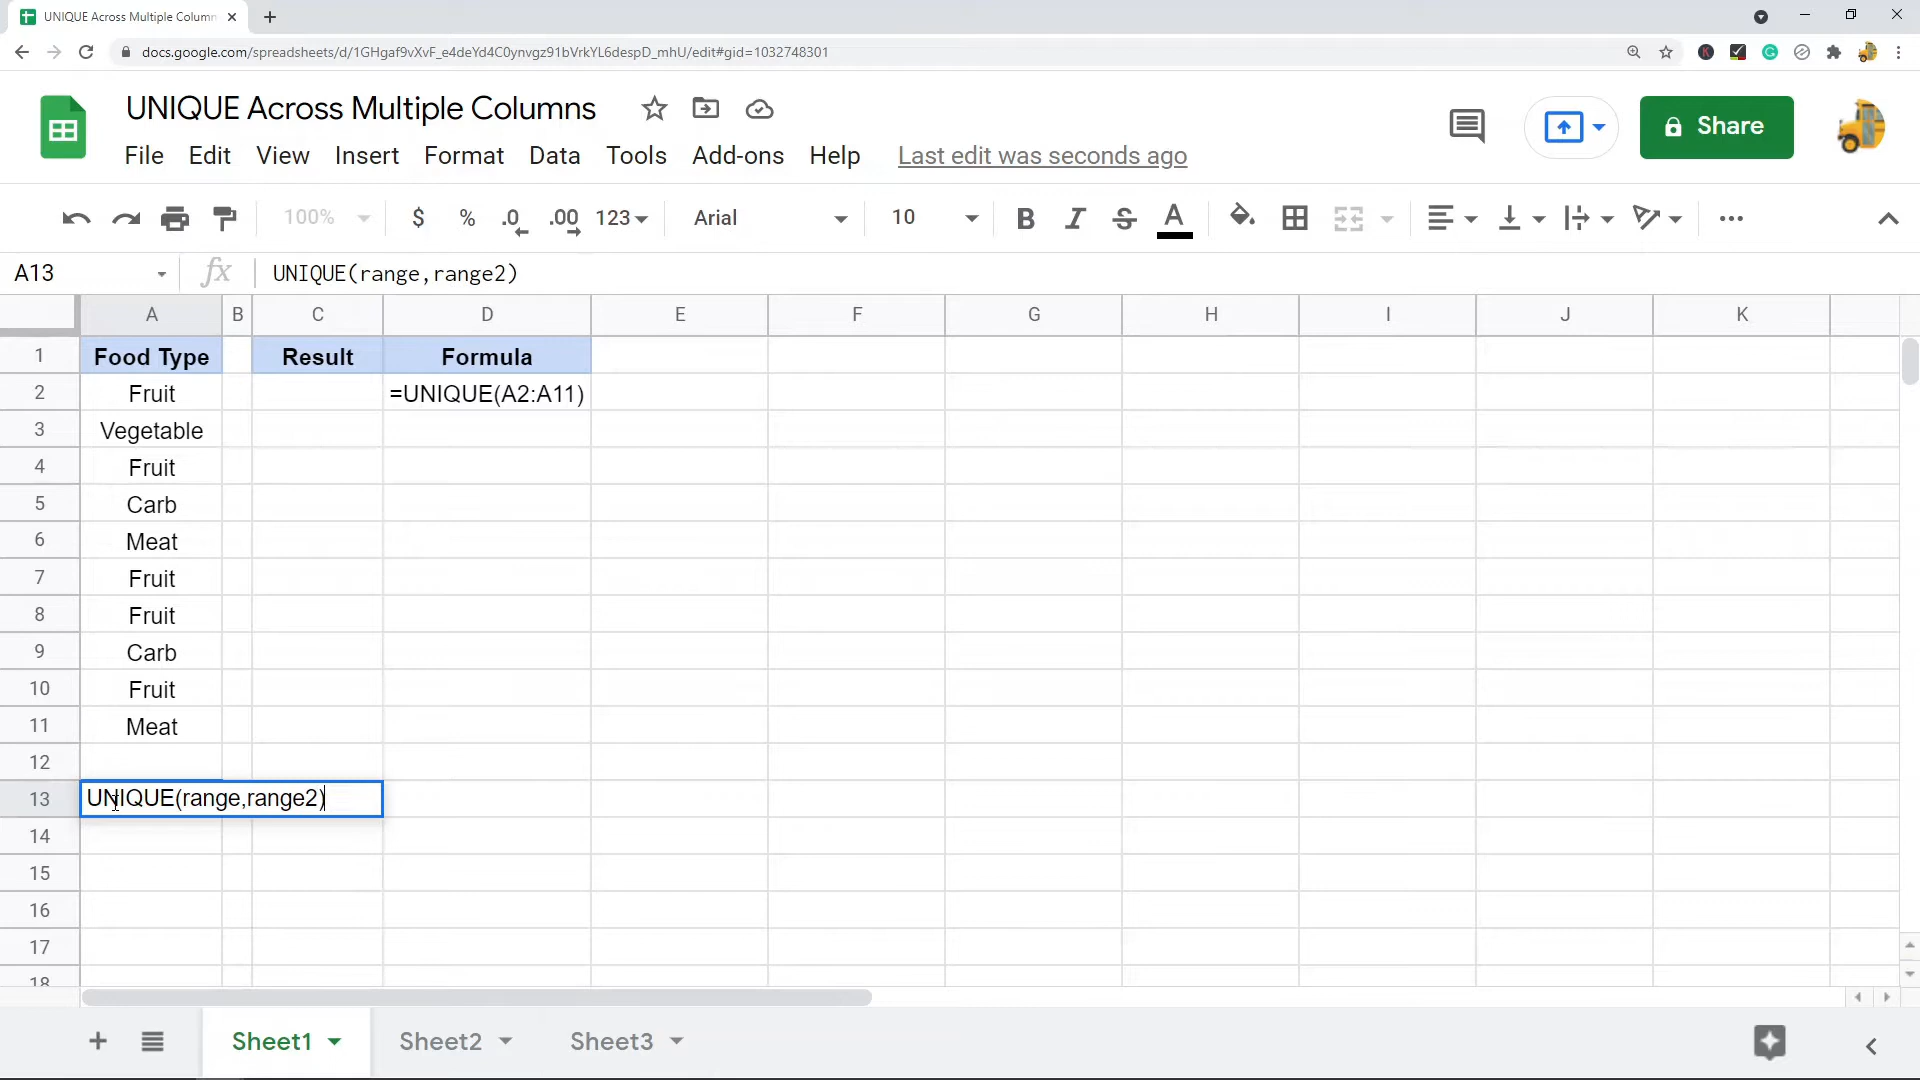 UNIQUE Across Multiple Column
docs.google.com/spreadsheets/d/1GHgaf9vXvF_e4deYd4C0ynvgz91bVrkYL6despD_mhU/edit#gid=1032748301
UNIQUE Across Multiple Columns
Share
File Edit View Insert Format Data Tools Add-ons Help Last edit was seconds ago
100% $ % .0 .00 123 Arial 10 B I S A
A13 fx UNIQUE(range,range2)
A B C D E F G H I J K
1 Food Type Result Formula
2 Fruit =UNIQUE(A2:A11)
3 Vegetable
4 Fruit
5 Carb
6 Meat
7 Fruit
8 Fruit
9 Carb
10 Fruit
11 Meat
12
13 UNIQUE(range,range2)
14
15
16
17
18
Sheet1 Sheet2 Sheet3